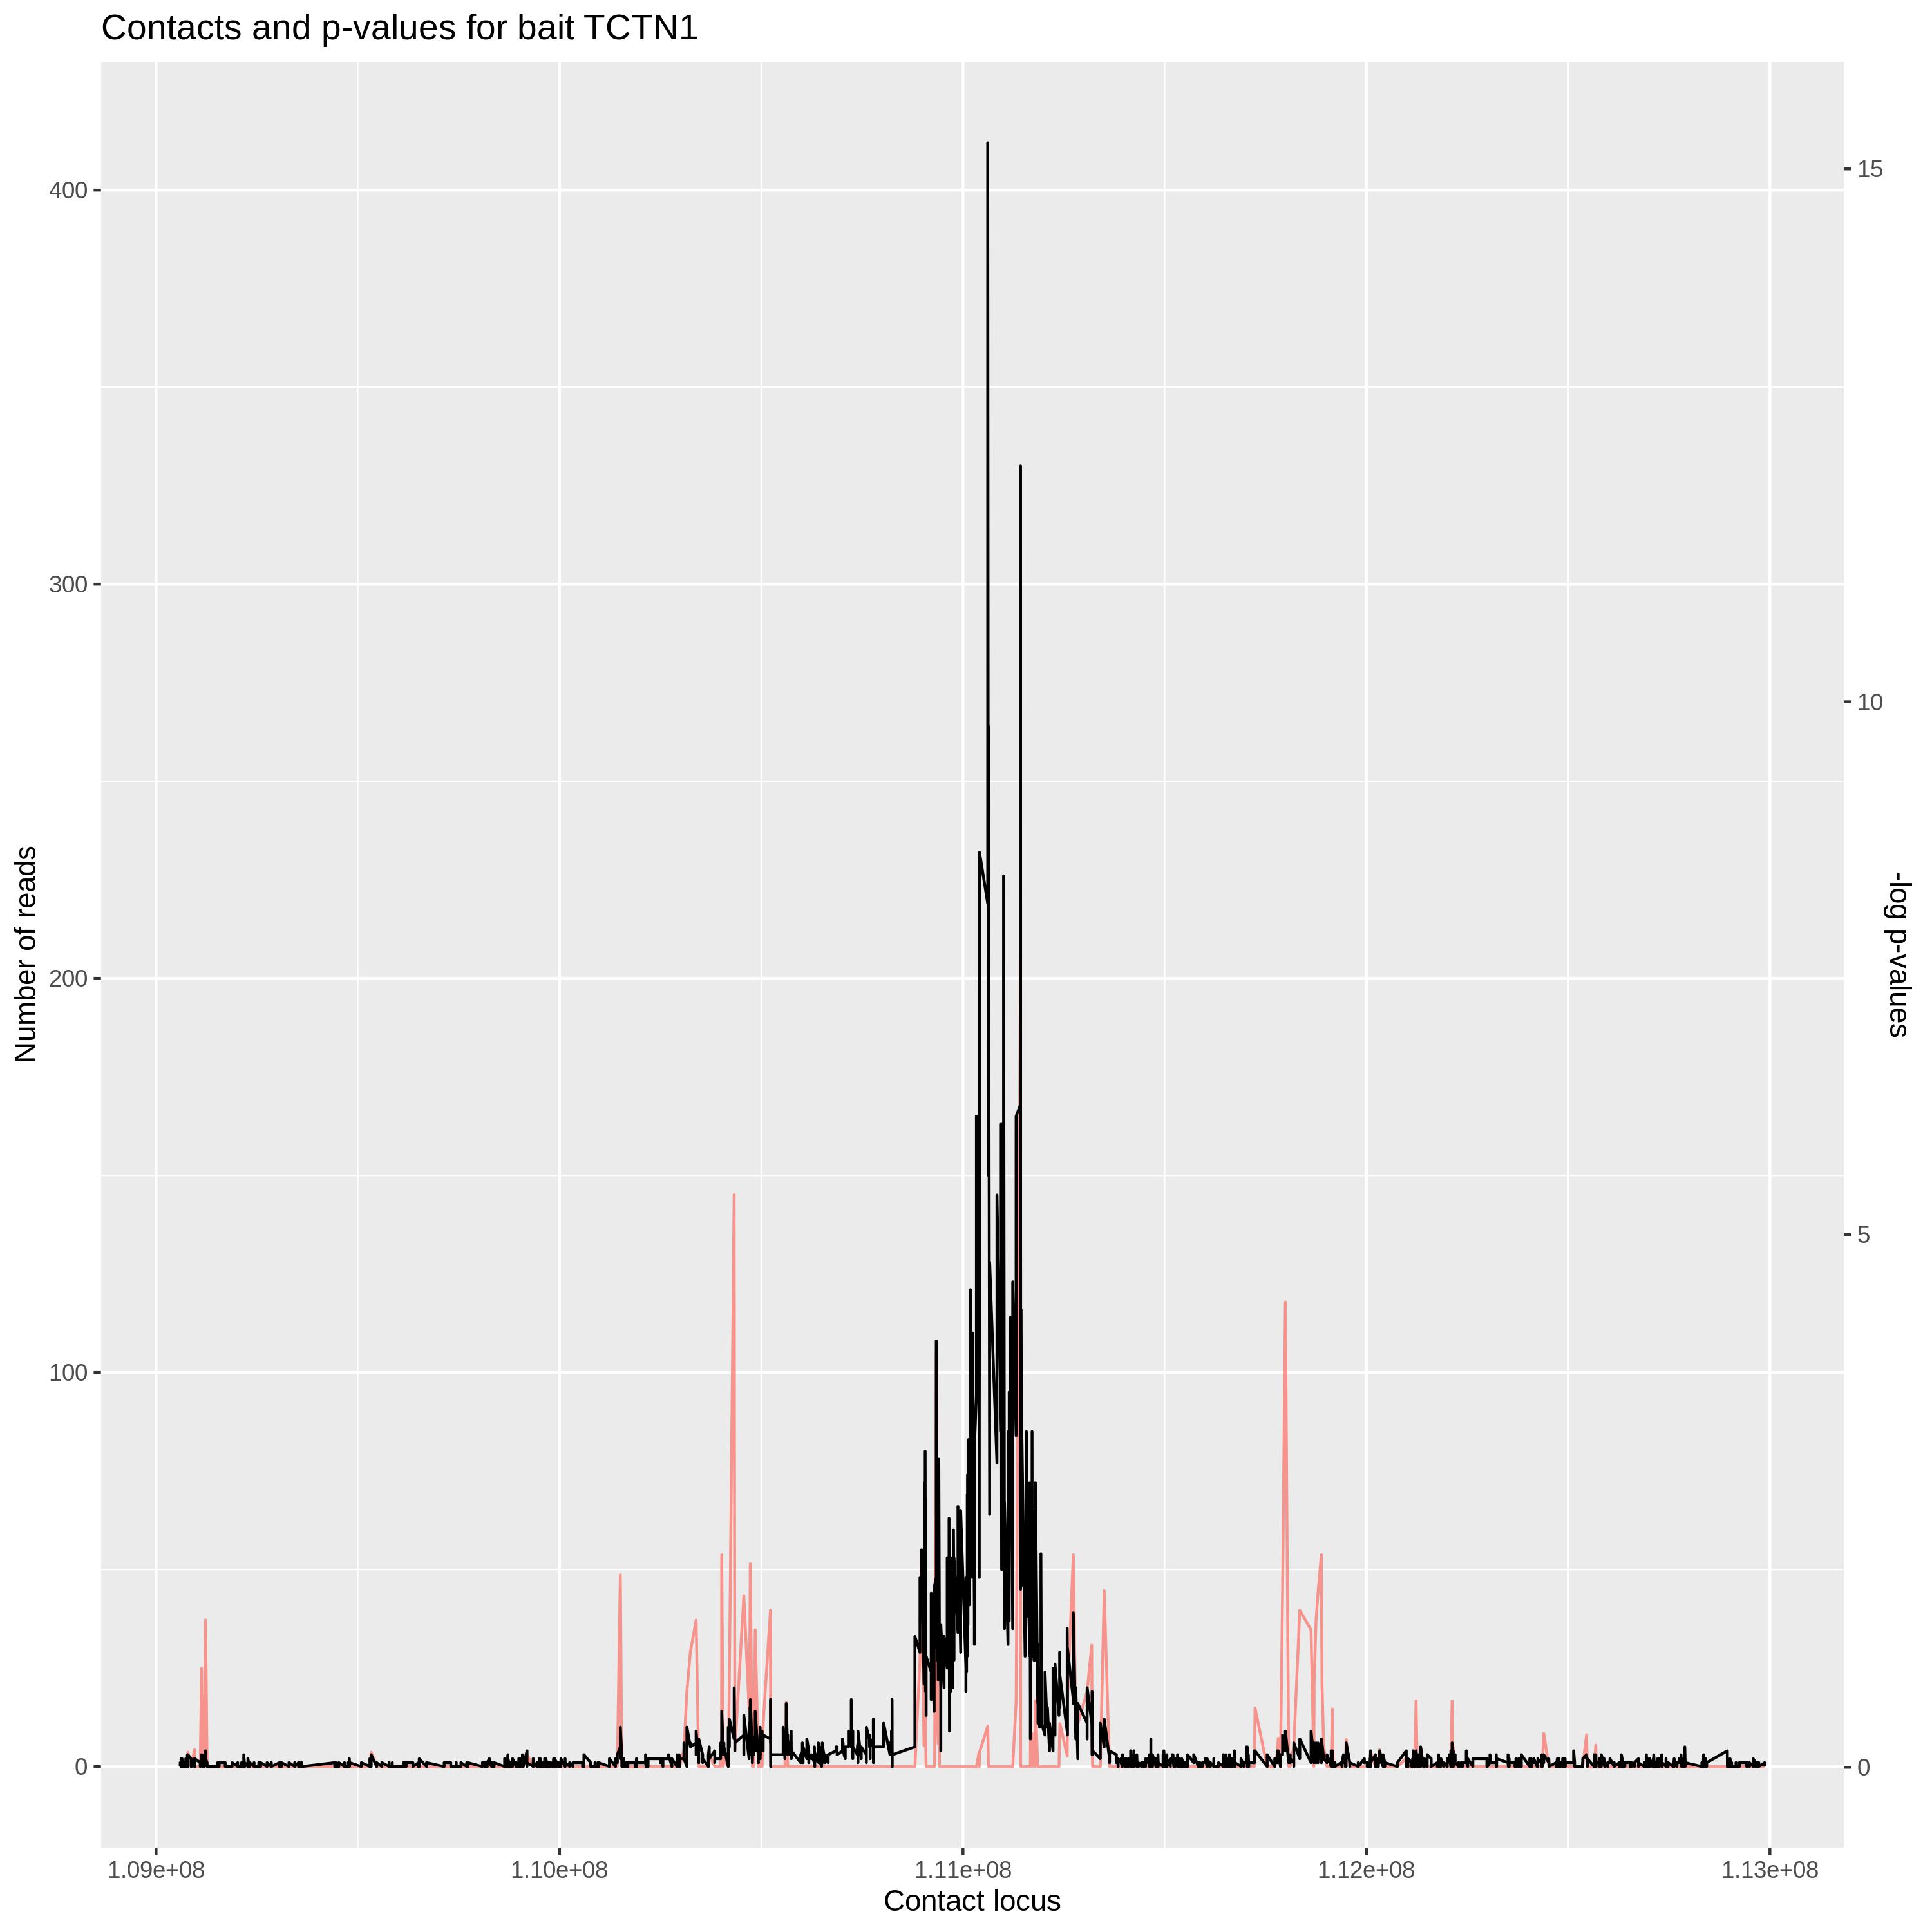 Contacts and p-values for bait TCTN1
Number of reads
400
300
200
100
0
15
10
5
0
-log p-values
1.09e+08 1.10e+08 1.11e+08 1.12e+08 1.13e+08
Contact locus